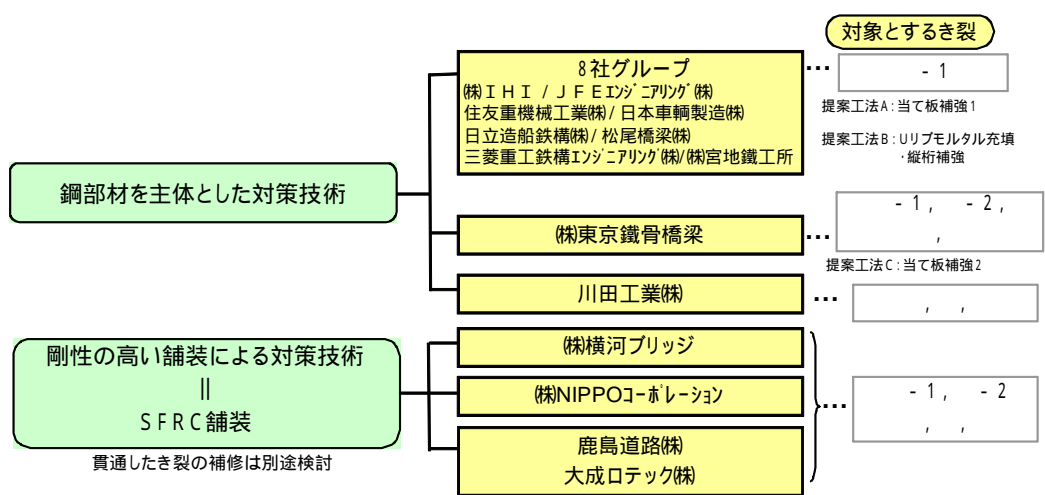 対象とするき裂
8社グループ
㈱ＩＨＩ / ＪＦＥｴﾝｼﾞﾆｱﾘﾝｸﾞ㈱
住友重機械工業㈱/ 日本車輌製造㈱
日立造船鉄構㈱/ 松尾橋梁㈱
三菱重工鉄構ｴﾝｼﾞﾆｱﾘﾝｸﾞ㈱/㈱宮地鐵工所
… - 1
提案工法A:当て板補強1
提案工法B:Uリブモルタル充填
・縦桁補強
鋼部材を主体とした対策技術
㈱東京鐵骨橋梁
… - 1 , - 2 ,
,
提案工法C:当て板補強2
川田工業㈱
… , ,
剛性の高い舗装による対策技術
||
SFRC舗装
貫通したき裂の補修は別途検討
㈱横河ブリッジ
㈱NIPPOｺｰﾎﾟﾚｰｼｮﾝ
鹿島道路㈱
大成ロテック㈱
… - 1 , - 2
, ,